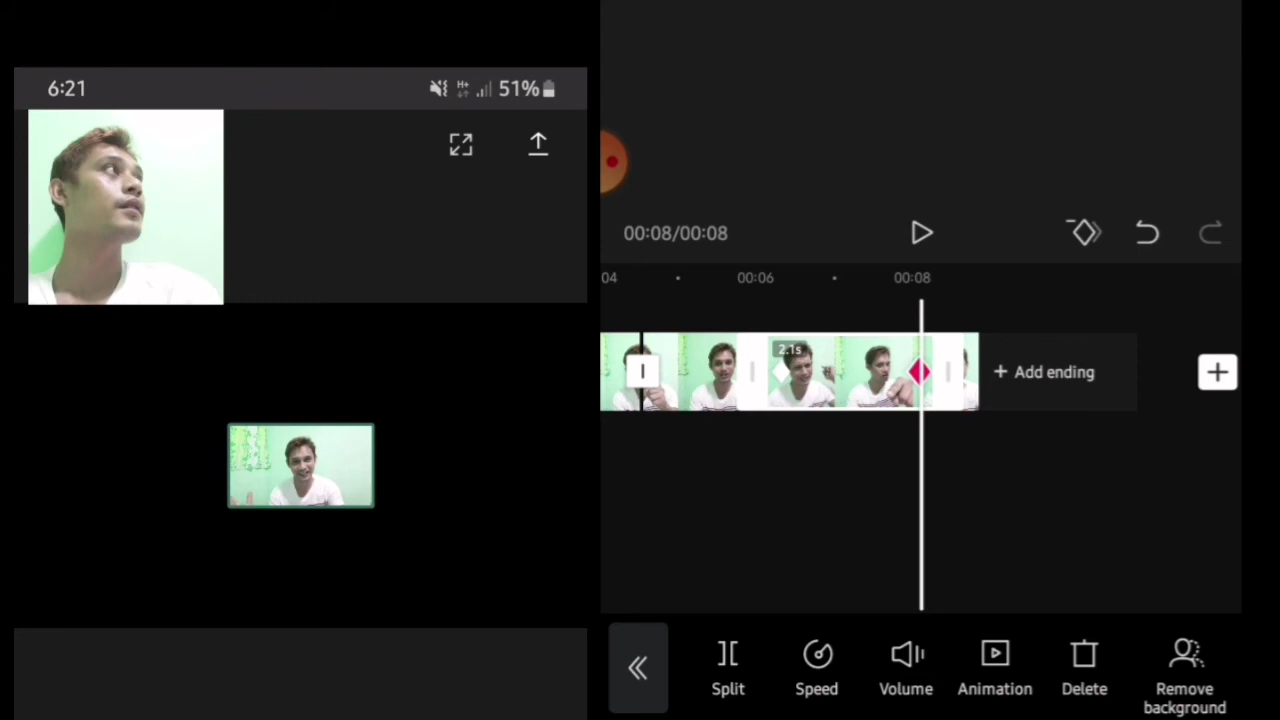 6:21
H+
51%
00:08/00:08
04
00:06
00:08
2.1s
+ Add ending
Split
Speed
Volume
Animation
Delete
Remove
background